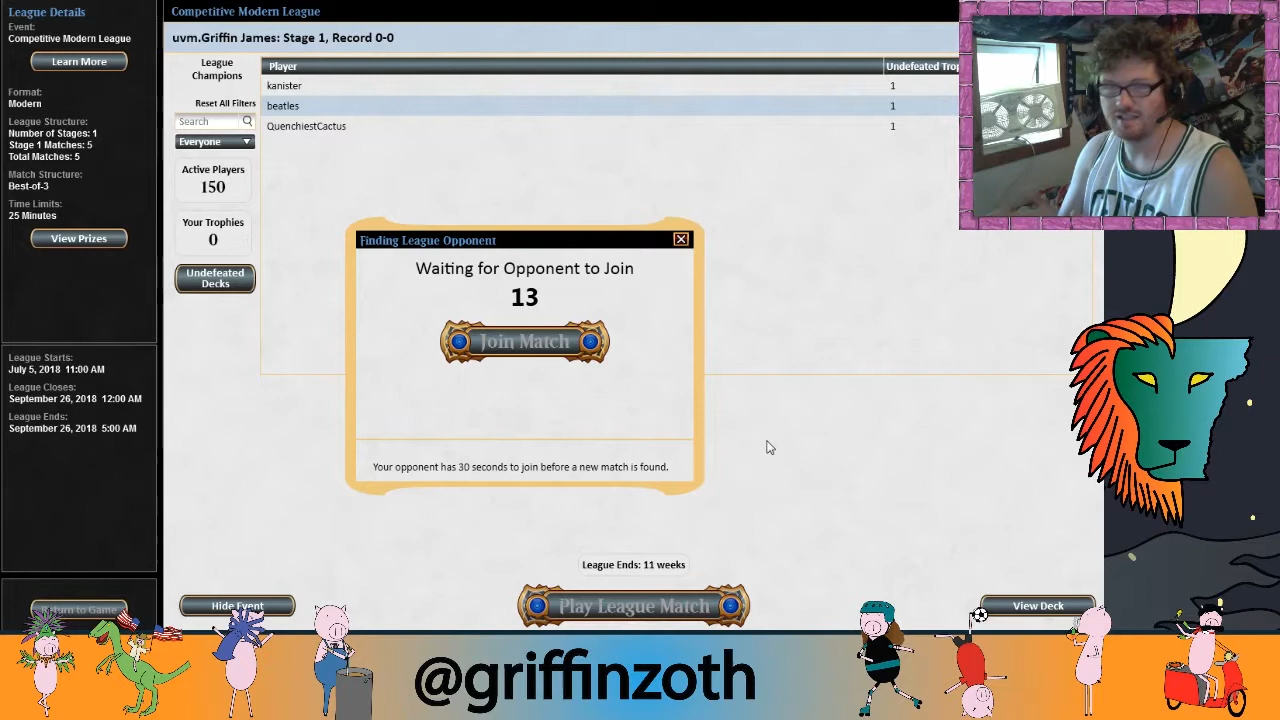 League Details
Event:
Competitive Modern League
Learn More
Format:
Modern
League Structure:
Number of Stages: 1
Stage 1 Matches: 5
Total Matches: 5
Match Structure:
Best-of-3
Time Limits:
25 Minutes
View Prizes
League Starts:
July 5, 2018 11:00 AM
League Closes:
September 26, 2018 12:00 AM
League Ends:
September 26, 2018 5:00 AM
Return to Game
Competitive Modern League
uvm.Griffin James: Stage 1, Record 0-0
League
Champions
Reset All Filters
Search
Everyone
Active Players
150
Your Trophies
0
Undefeated
Decks
Player
Undefeated Trop
kanister
1
beatles
1
QuenchiestCactus
1
Finding League Opponent
Waiting for Opponent to Join
13
Join Match
Your opponent has 30 seconds to join before a new match is found.
League Ends: 11 weeks
Hide Event
Play League Match
View Deck
@griffinzoth